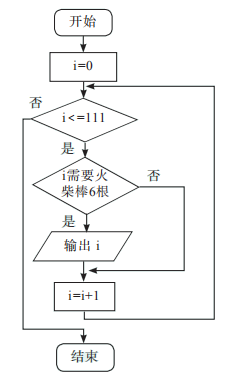 开始
i=0
否
i<=111
是
i需要火
柴棒6根
否
是
输出 i
i=i+1
结束